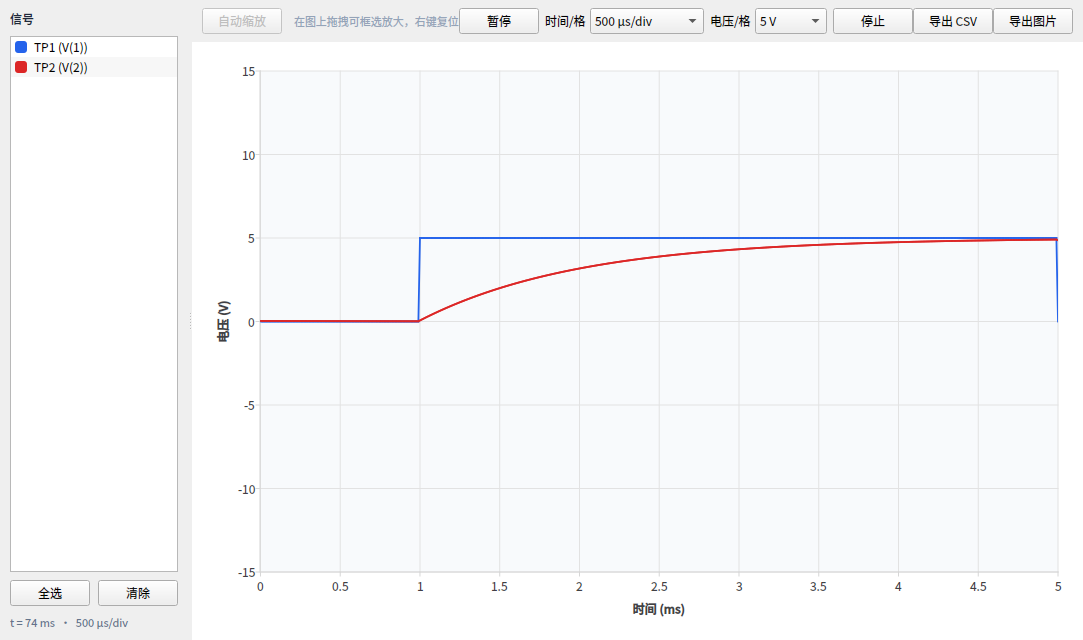 信号
TP1 (V(1))
TP2 (V(2))
全选 清除
t = 74 ms · 500 µs/div
自动缩放 在图上拖拽可框选放大，右键复位 暂停 时间/格 500 µs/div 电压/格 5 V 停止 导出 CSV 导出图片
15
10
5
0
-5
-10
-15
电压 (V)
0 0.5 1 1.5 2 2.5 3 3.5 4 4.5 5
时间 (ms)